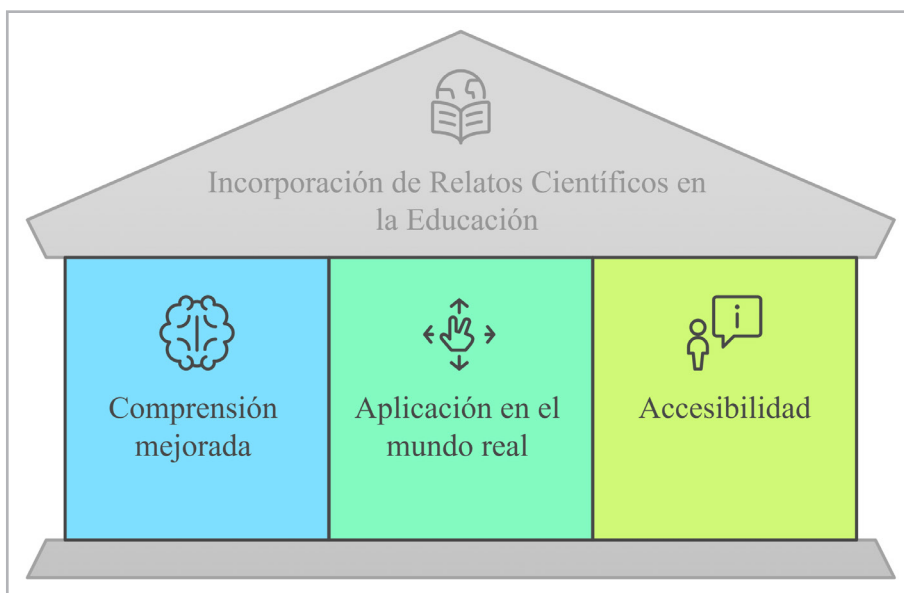 Incorporación de Relatos Científicos en
la Educación
Comprensión
mejorada
Aplicación en el
mundo real
Accesibilidad